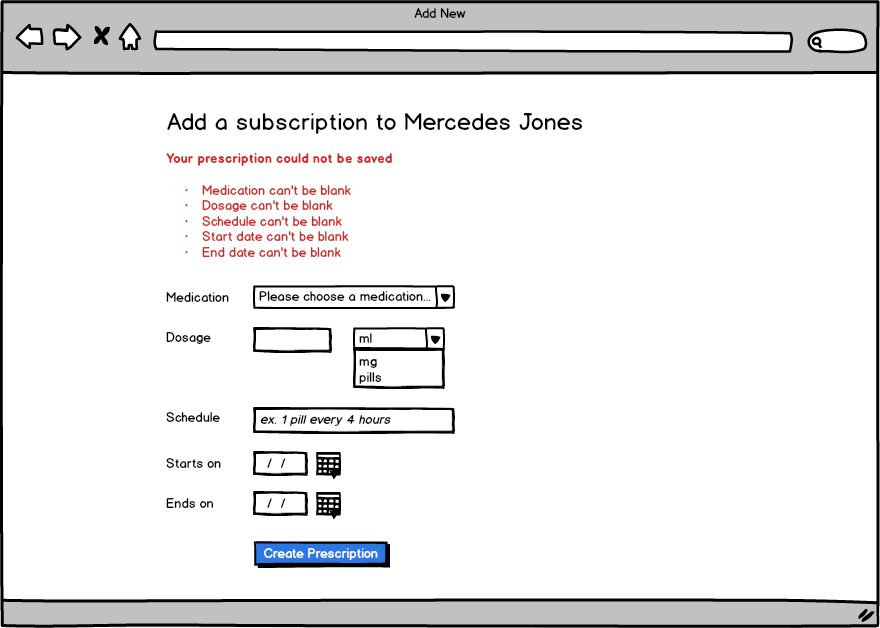 Add New
Add a subscription to Mercedes Jones
Your prescription could not be saved
· Medication can't be blank
· Dosage can't be blank
· Schedule can't be blank
· Start date can't be blank
· End date can't be blank
Medication Please choose a medication...
Dosage ml
mg
pills
Schedule ex. 1 pill every 4 hours
Starts on / /
Ends on / /
Create Prescription